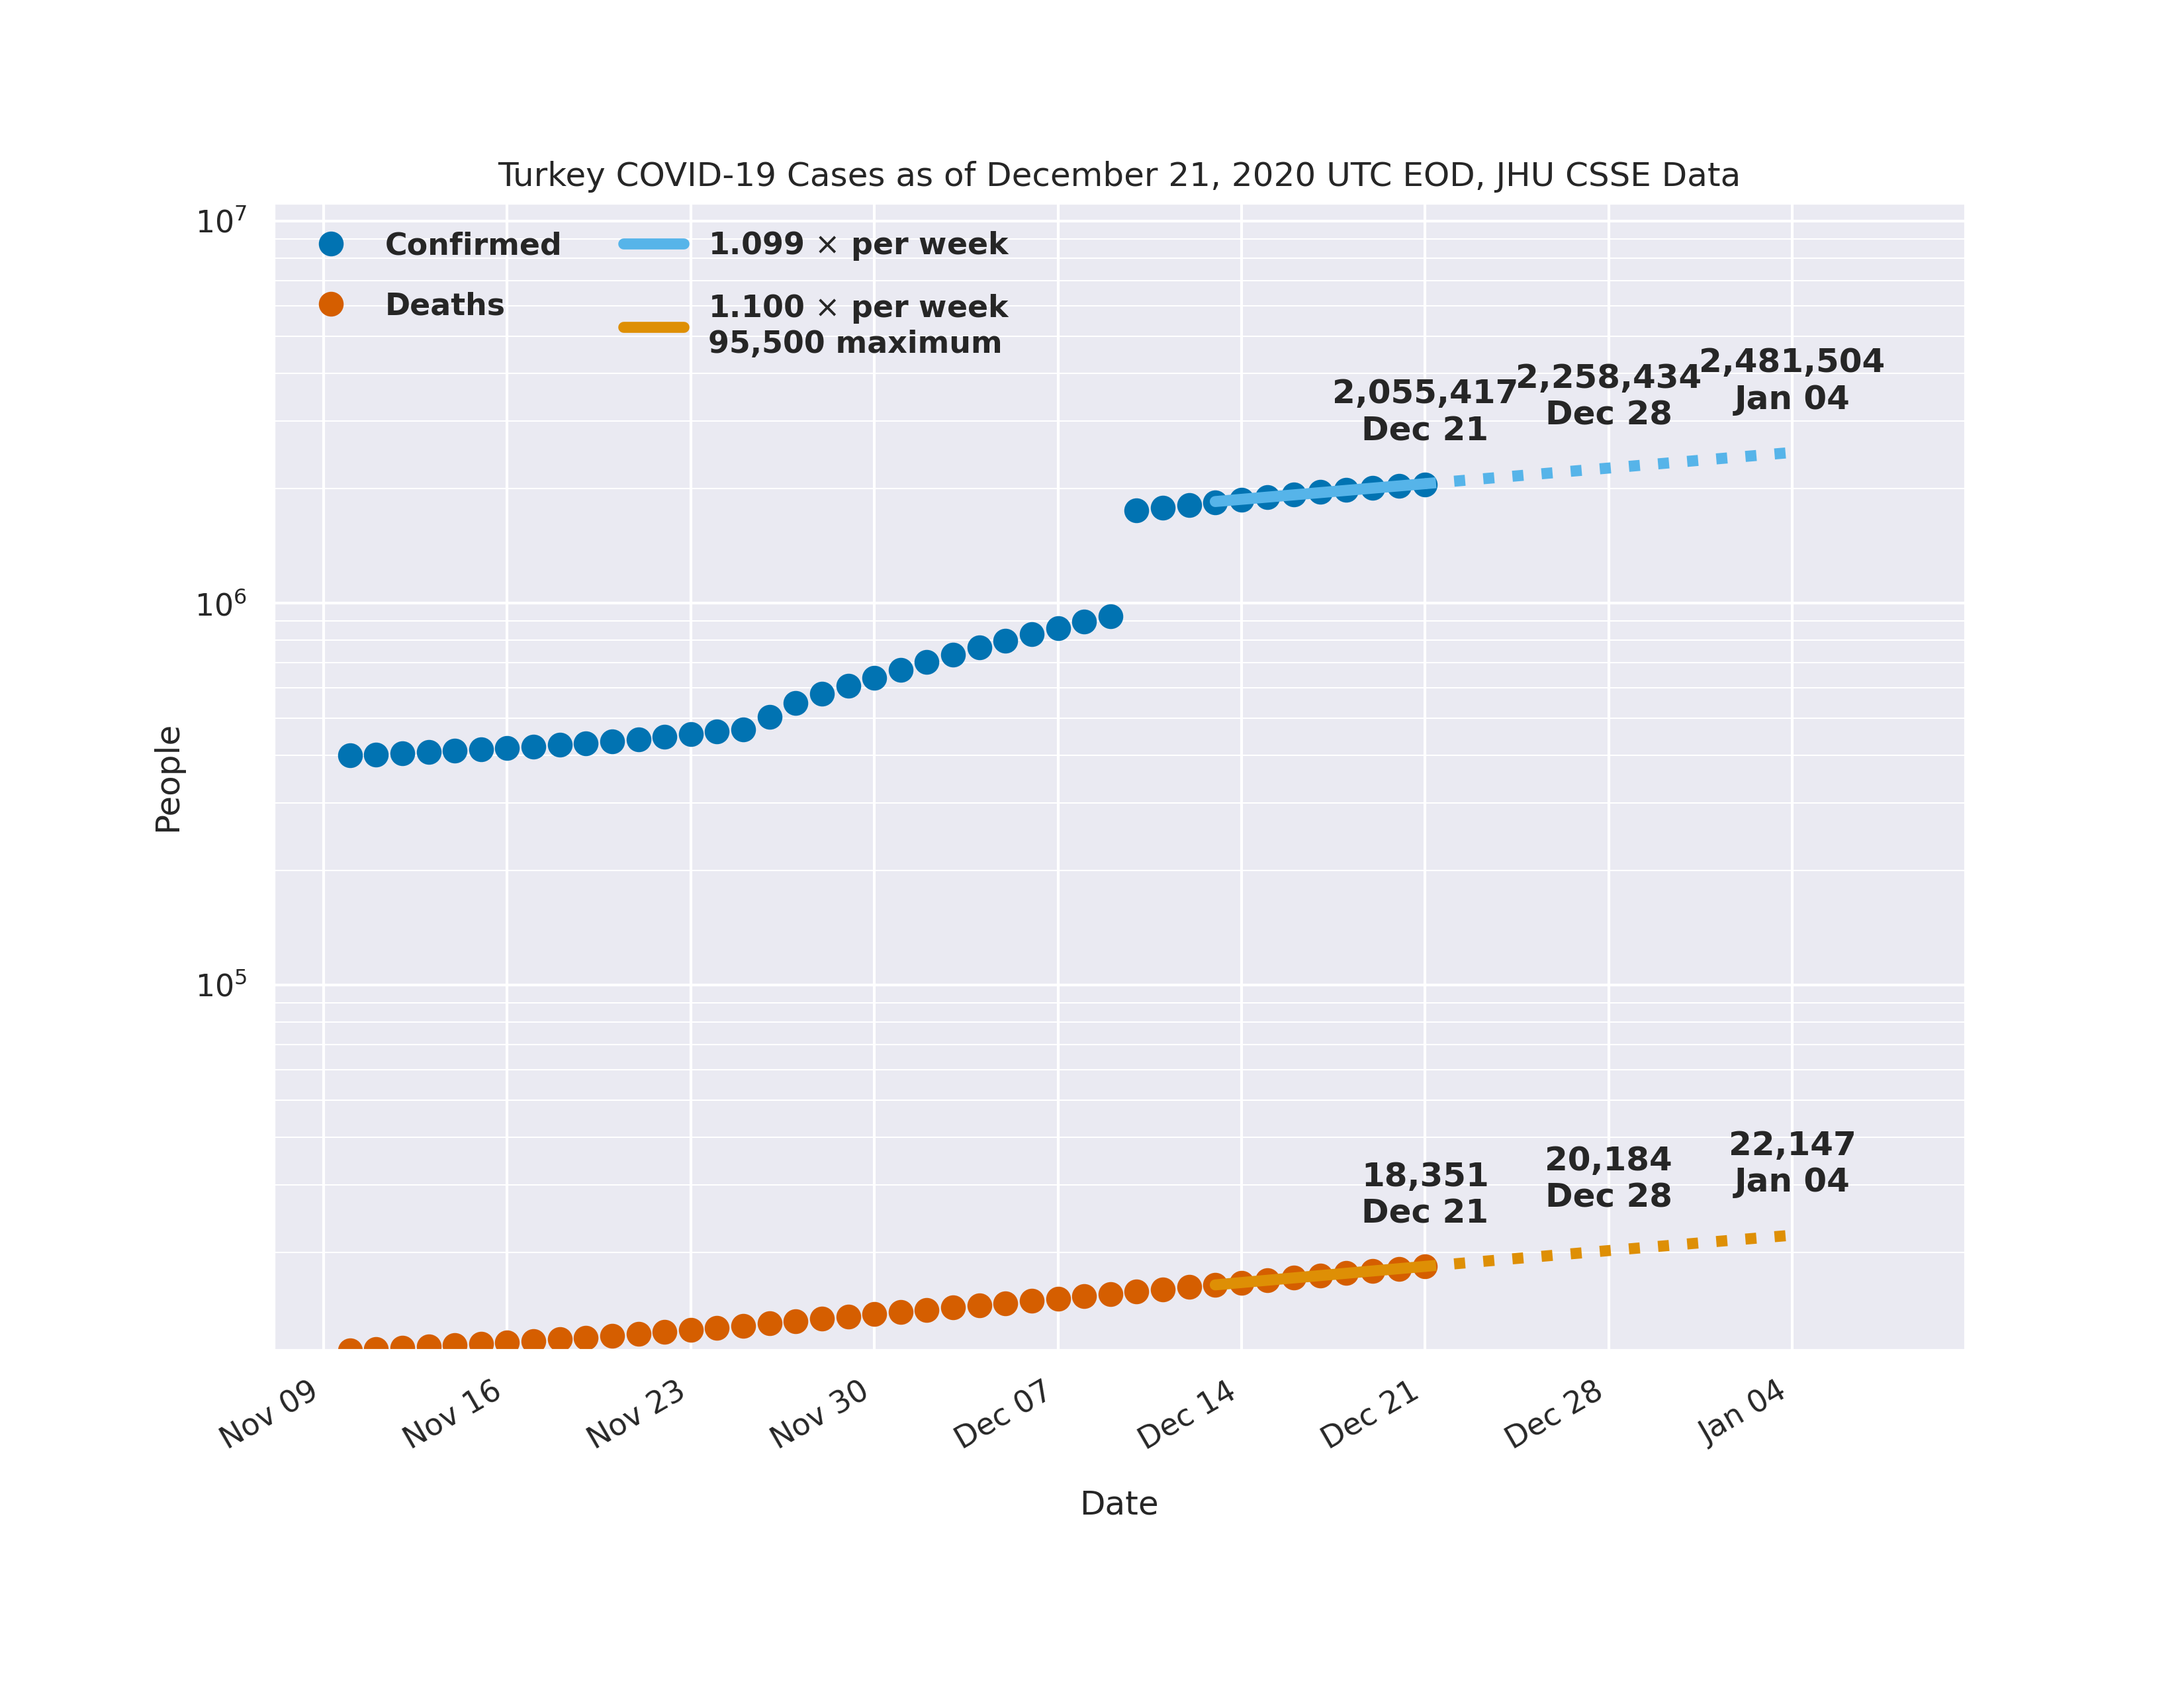 Turkey COVID-19 Cases as of December 21, 2020 UTC EOD, JHU CSSE Data
10⁷
Confirmed
1.099 × per week
Deaths
1.100 × per week
95,500 maximum
2,055,417
Dec 21
2,258,434
Dec 28
2,481,504
Jan 04
10⁶
People
10⁵
18,351
Dec 21
20,184
Dec 28
22,147
Jan 04
Nov 09
Nov 16
Nov 23
Nov 30
Dec 07
Dec 14
Dec 21
Dec 28
Jan 04
Date